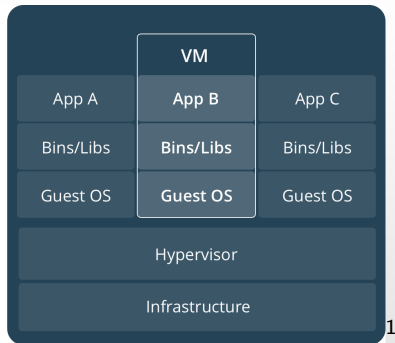 VM
App A App B App C
Bins/Libs Bins/Libs Bins/Libs
Guest OS Guest OS Guest OS
Hypervisor
Infrastructure
1